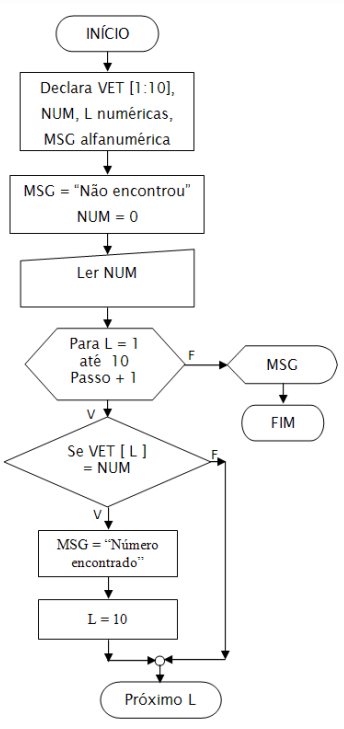 INÍCIO
Declara VET [1:10],
NUM, L numéricas,
MSG alfanumérica
MSG = “Não encontrou”
NUM = 0
Ler NUM
Para L = 1
até 10
Passo + 1
F
MSG
FIM
V
Se VET [ L ]
= NUM
F
V
MSG = “Número
encontrado”
L = 10
Próximo L